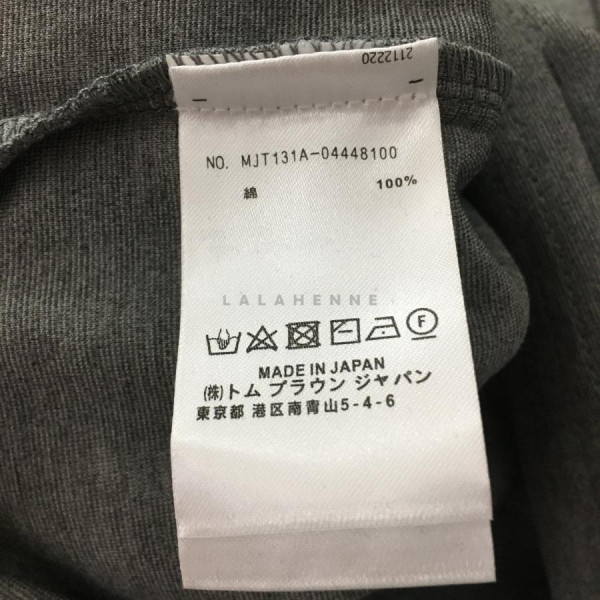 2112220
NO. MJT131A-04448100
綿 100%
LALAHENNE
F
MADE IN JAPAN
(株)トム ブラウン ジャパン
東京都 港区南青山5-4-6